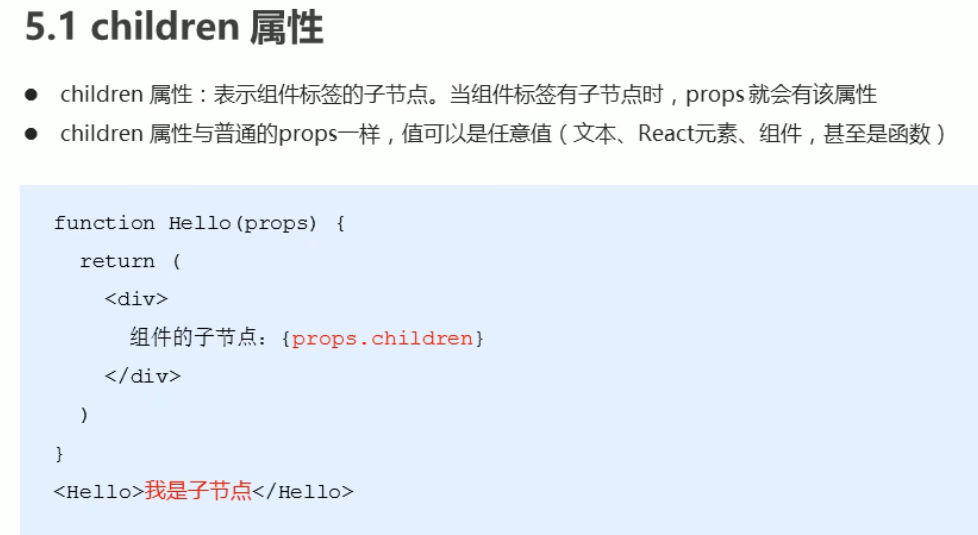 5.1 children 属性
● children 属性：表示组件标签的子节点。当组件标签有子节点时，props 就会有该属性
● children 属性与普通的props一样，值可以是任意值（文本、React元素、组件，甚至是函数）
function Hello(props) {
  return (
    <div>
      组件的子节点：{props.children}
    </div>
  )
}
<Hello>我是子节点</Hello>